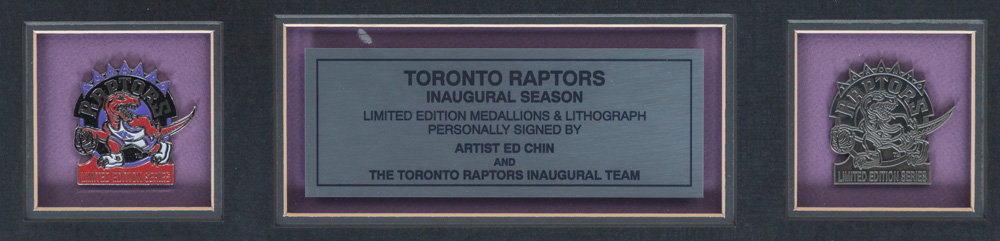 RAPTORS
LIMITED EDITION SERIES
TORONTO RAPTORS
INAUGURAL SEASON
LIMITED EDITION MEDALLIONS & LITHOGRAPH
PERSONALLY SIGNED BY
ARTIST ED CHIN
AND
THE TORONTO RAPTORS INAUGURAL TEAM
RAPTORS
LIMITED EDITION SERIES